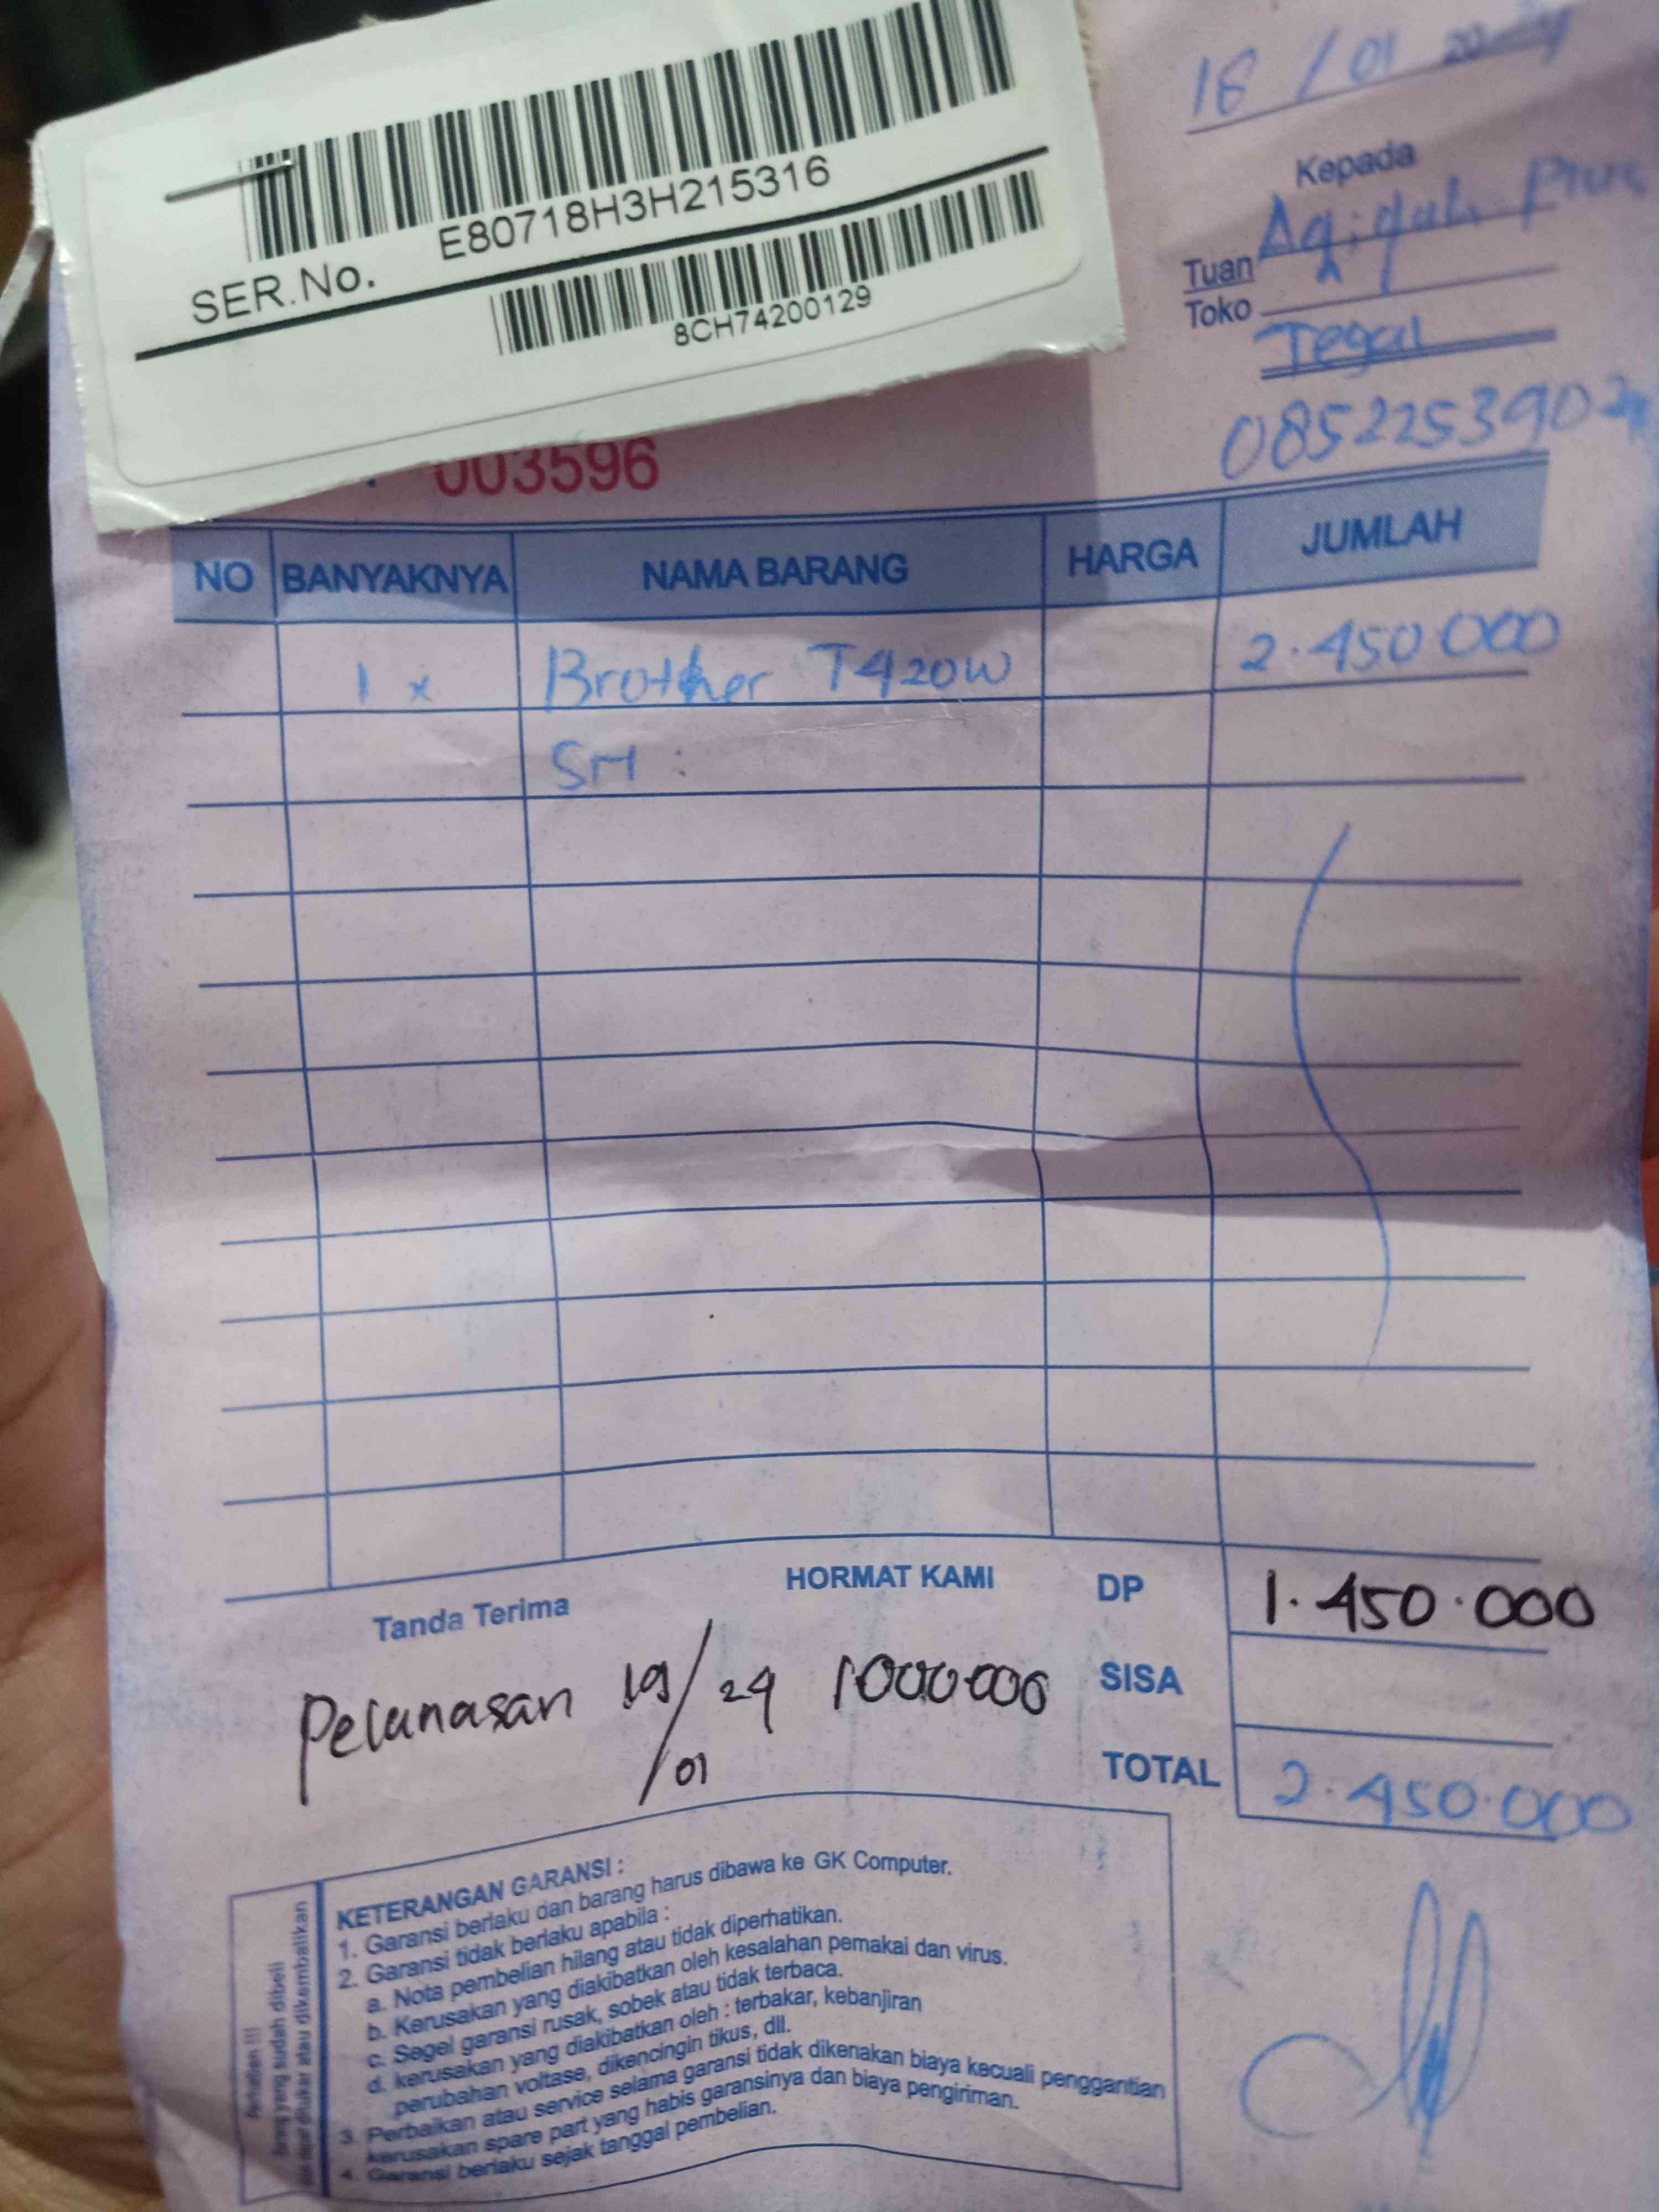 E80718H3H215316
SER.No.
8CH74200129
003596
18 / 01
Kepada
Tuan Aqiqah
Toko
Tegal
NO BANYAKNYA NAMA BARANG HARGA JUMLAH
1 x Brother T420W 2.450.000
SN :
Tanda Terima HORMAT KAMI DP 1.450.000
Pelunasan 19/01 24 1000.000 SISA
TOTAL 2.450.000
KETERANGAN GARANSI :
1. Garansi berlaku dan barang harus dibawa ke GK Computer.
2. Garansi tidak berlaku apabila :
a. Nota pembelian hilang atau tidak diperhatikan.
b. Kerusakan yang diakibatkan oleh kesalahan pemakai dan virus.
c. Segel garansi rusak, sobek atau tidak terbaca.
d. kerusakan yang diakibatkan oleh : terbakar, kebanjiran
perubahan voltase, dikencingin tikus, dll.
3. Perbaikan atau service selama garansi tidak dikenakan biaya kecuali penggantian
kerusakan spare part yang habis garansinya dan biaya pengiriman.
4. Garansi berlaku sejak tanggal pembelian.
Perhatian !!!
yang sudah dibeli
ditukar atau dikembalikan